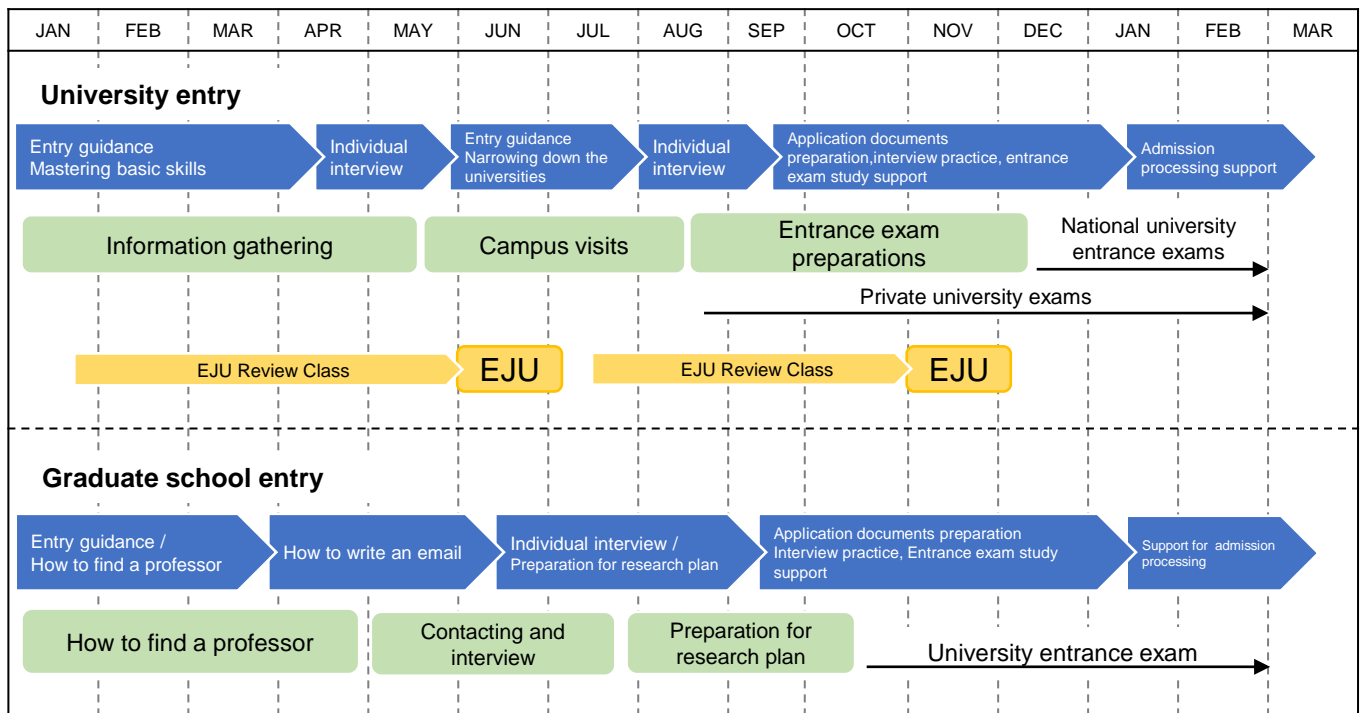 JAN FEB MAR APR MAY JUN JUL AUG SEP OCT NOV DEC JAN FEB MAR
University entry
Entry guidance
Mastering basic skills
Individual
interview
Entry guidance
Narrowing down the
universities
Individual
interview
Application documents
preparation,interview practice, entrance
exam study support
Admission
processing support
Information gathering
Campus visits
Entrance exam
preparations
National university
entrance exams
Private university exams
EJU Review Class
EJU
EJU Review Class
EJU
Graduate school entry
Entry guidance /
How to find a professor
How to write an email
Individual interview /
Preparation for research plan
Application documents preparation
Interview practice, Entrance exam study
support
Support for admission
processing
How to find a professor
Contacting and
interview
Preparation for
research plan
University entrance exam